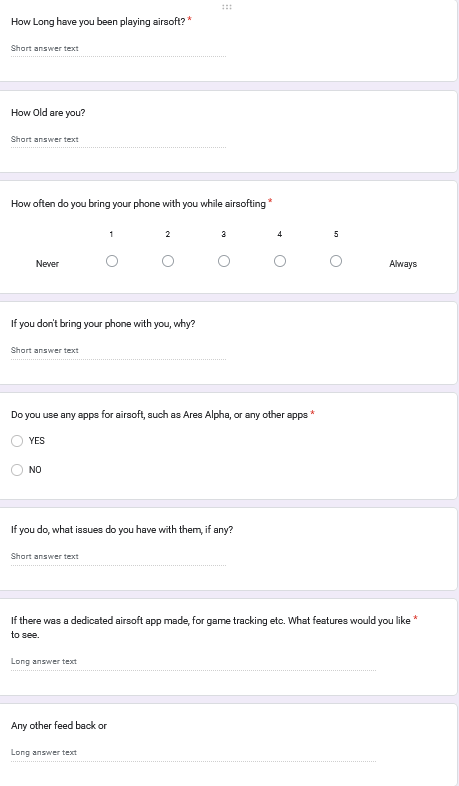 How Long have you been playing airsoft? *
Short answer text
How Old are you?
Short answer text
How often do you bring your phone with you while airsofting *
1 2 3 4 5
Never Always
If you don't bring your phone with you, why?
Short answer text
Do you use any apps for airsoft, such as Ares Alpha, or any other apps *
YES
NO
If you do, what issues do you have with them, if any?
Short answer text
If there was a dedicated airsoft app made, for game tracking etc. What features would you like *
to see.
Long answer text
Any other feed back or
Long answer text